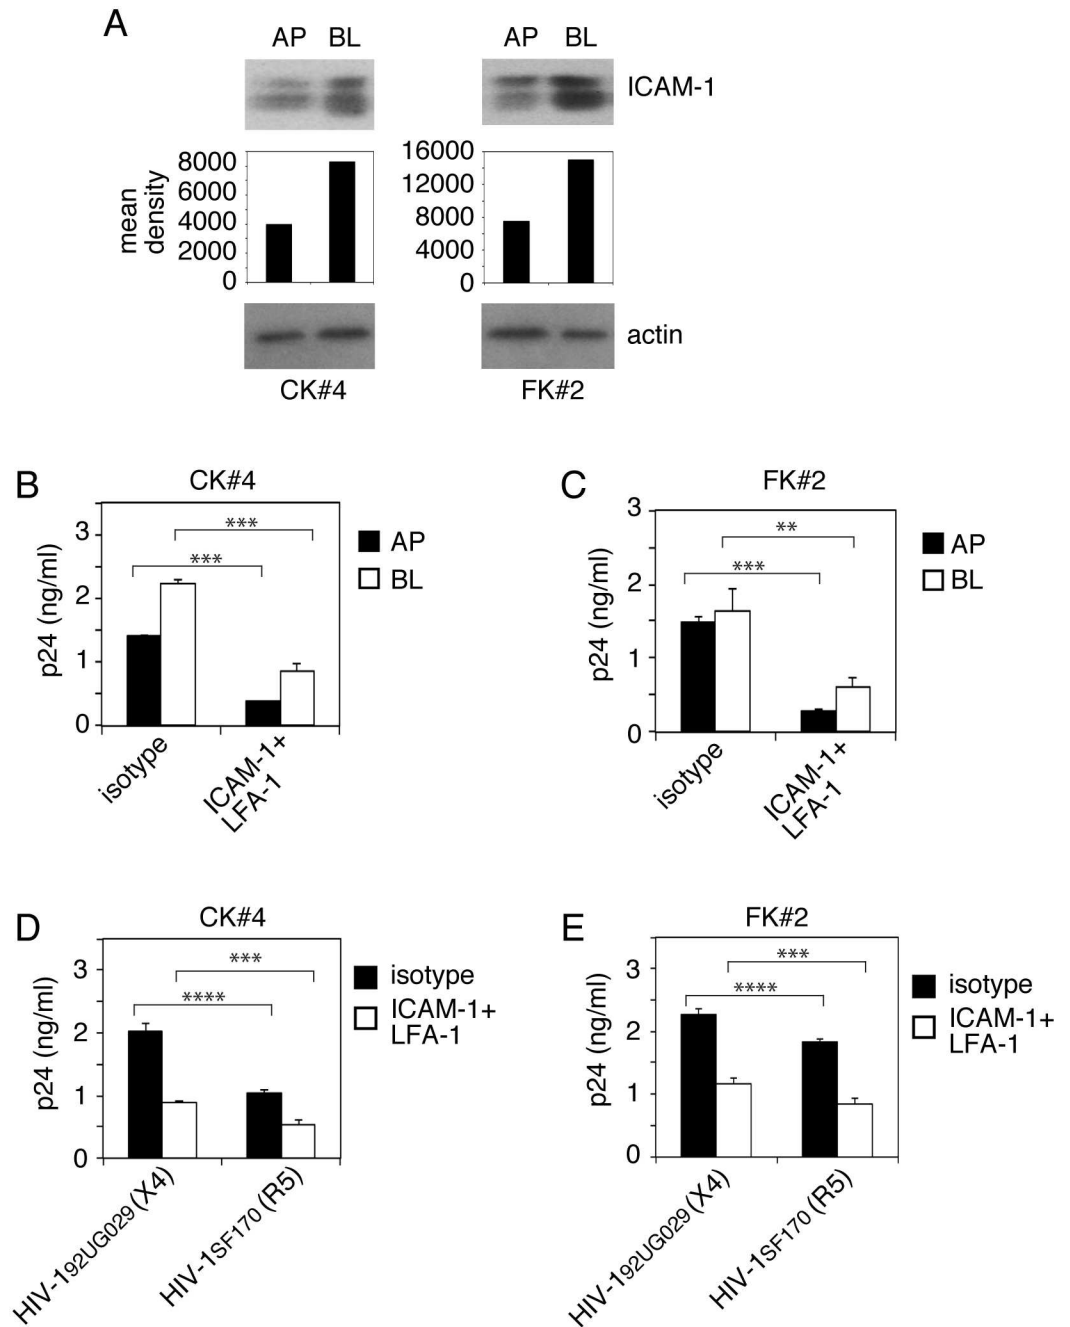 A
AP BL AP BL
ICAM-1
mean density
8000
6000
4000
2000
0
16000
12000
8000
4000
0
actin
CK#4 FK#2
B
CK#4
p24 (ng/ml)
3
2
1
0
***
***
AP
BL
isotype
ICAM-1+
LFA-1
C
FK#2
p24 (ng/ml)
3
2
1
0
**
***
AP
BL
isotype
ICAM-1+
LFA-1
D
CK#4
p24 (ng/ml)
3
2
1
0
***
****
isotype
ICAM-1+
LFA-1
HIV-192UG029 (X4)
HIV-1SF170 (R5)
E
FK#2
p24 (ng/ml)
3
2
1
0
***
****
isotype
ICAM-1+
LFA-1
HIV-192UG029 (X4)
HIV-1SF170 (R5)